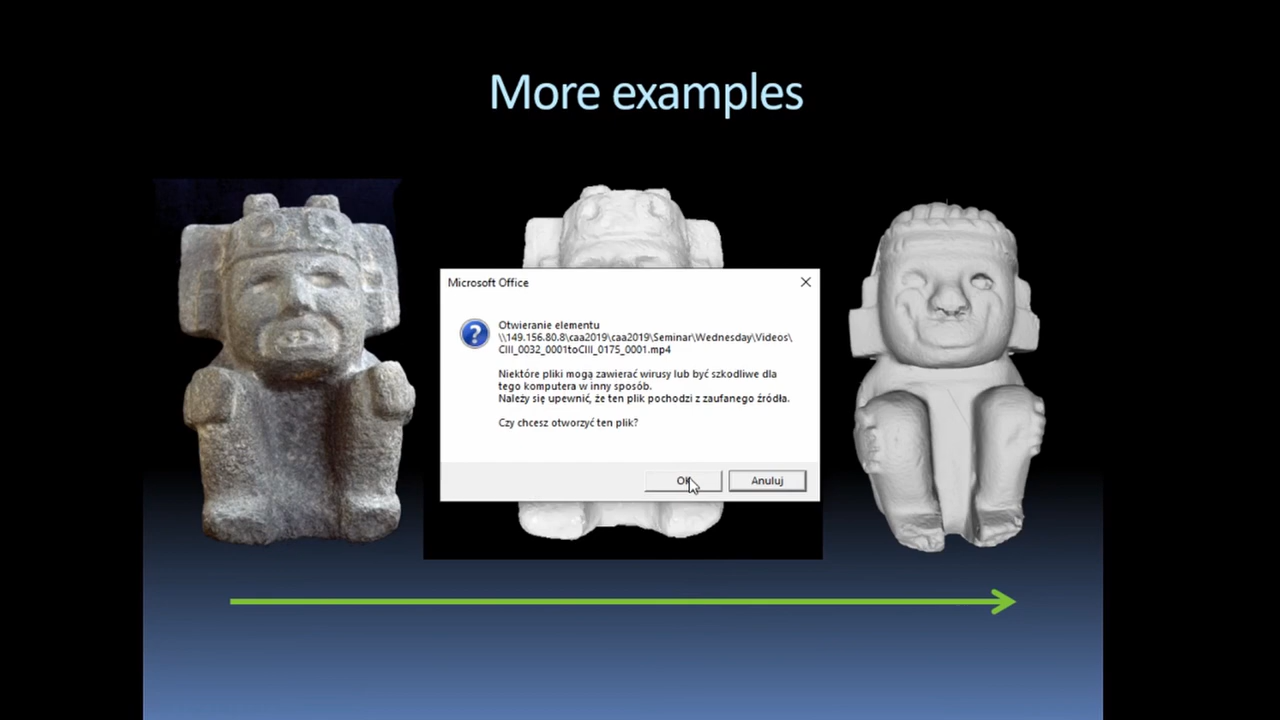 More examples
Microsoft Office
Otwieranie elementu
\\149.156.80.8\caa2019\caa2019\Seminar\Wednesday\Videos\
CIII_0032_0001toCIII_0175_0001.mp4
Niektóre pliki mogą zawierać wirusy lub być szkodliwe dla
tego komputera w inny sposób.
Należy się upewnić, że ten plik pochodzi z zaufanego źródła.
Czy chcesz otworzyć ten plik?
OK
Anuluj